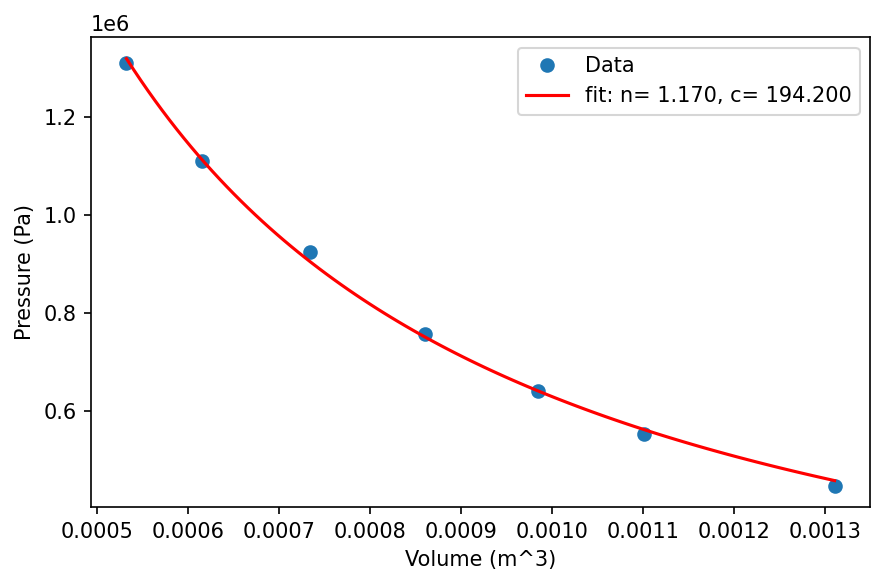 1e6
Data
fit: n= 1.170, c= 194.200
1.2
1.0
0.8
0.6
Pressure (Pa)
0.0005 0.0006 0.0007 0.0008 0.0009 0.0010 0.0011 0.0012 0.0013
Volume (m^3)